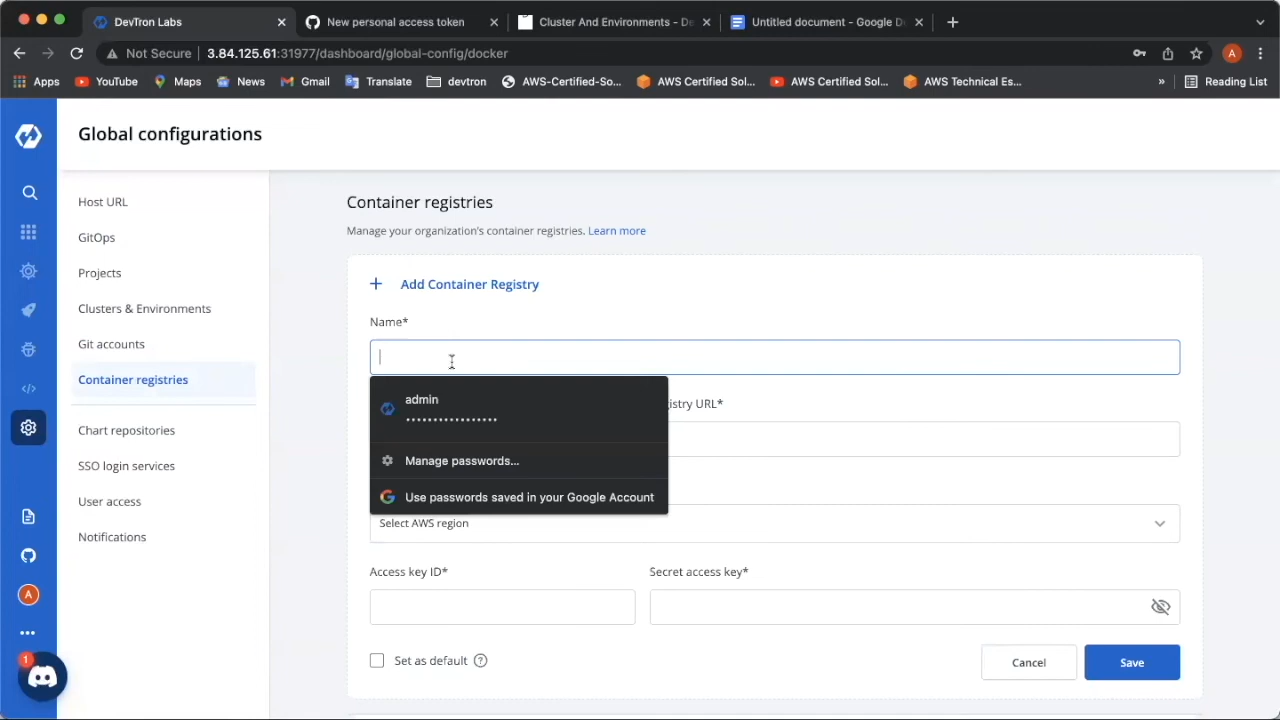 DevTron Labs
New personal access token
Cluster And Environments - De
Untitled document - Google Do
Not Secure
3.84.125.61:31977/dashboard/global-config/docker
A
Apps
YouTube
Maps
News
Gmail
Translate
devtron
AWS-Certified-So...
AWS Certified Sol...
AWS Certified Sol...
AWS Technical Es...
»
Reading List
Global configurations
Host URL
GitOps
Projects
Clusters & Environments
Git accounts
Container registries
Chart repositories
SSO login services
User access
Notifications
A
1
Container registries
Manage your organization's container registries. Learn more
+ Add Container Registry
Name*
admin
•••••••••••••••••
Manage passwords...
Use passwords saved in your Google Account
istry URL*
Select AWS region
Access key ID*
Secret access key*
Set as default ?
Cancel
Save